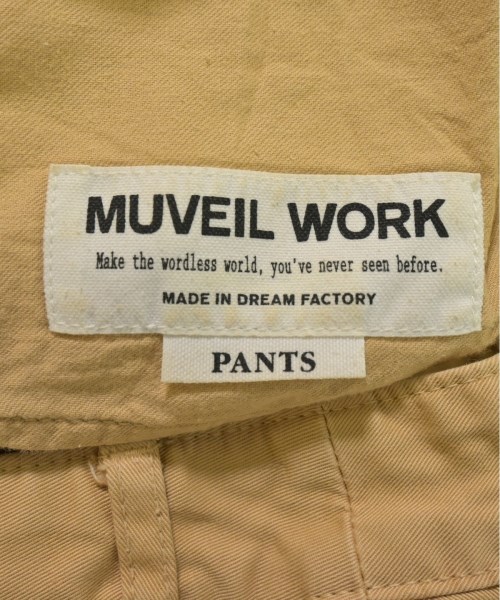 MUVEIL WORK
Make the wordless world, you've never seen before.
MADE IN DREAM FACTORY
PANTS